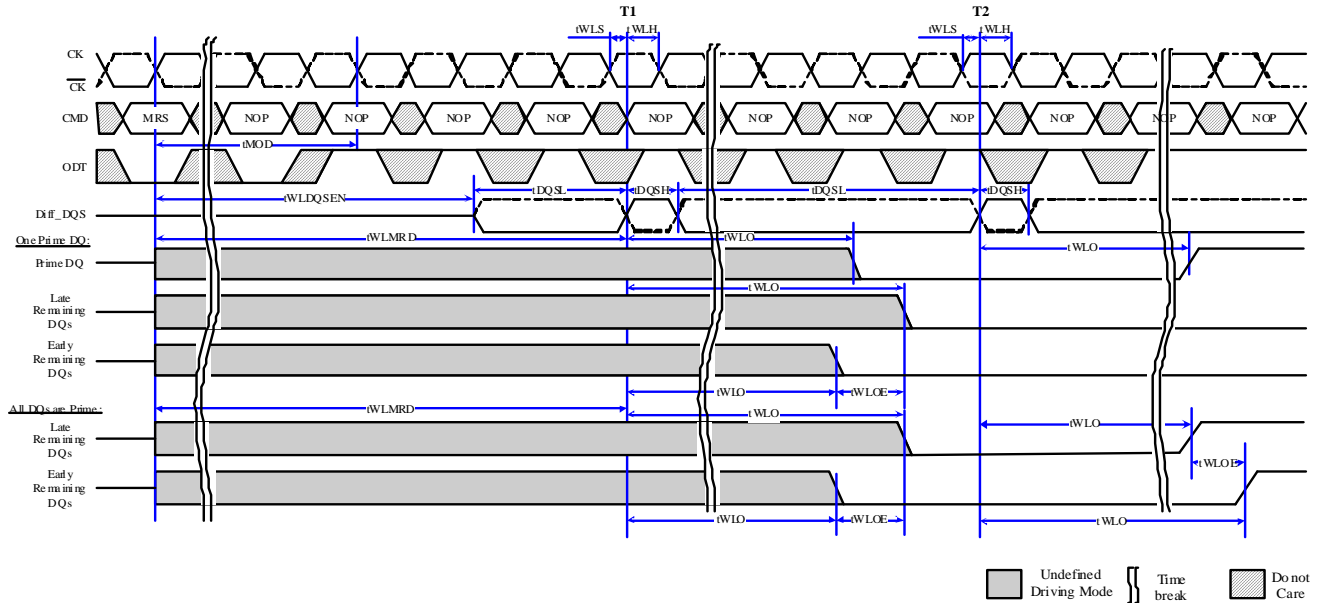 T1 T2
tWLS tWLH tWLS tWLH
CK
CK
CMD MRS NOP NOP NOP NOP NOP NOP NOP NOP NOP NOP
tMOD
ODT
tWLDQSEN tDQSL tDQSH tDQSL tDQSH
Diff_DQS
One Prime DQ: tWLMRD tWLO tWLO
Prime DQ
tWLO
Late
Remaining
DQs
Early
Remaining
DQs
tWLO tWLOE
All DQs are Prime: tWLMRD tWLO tWLO
Late
Remaining
DQs
tWLOE
Early
Remaining
DQs
tWLO tWLOE tWLO
Undefined
Driving Mode
Time
break
Do not
Care